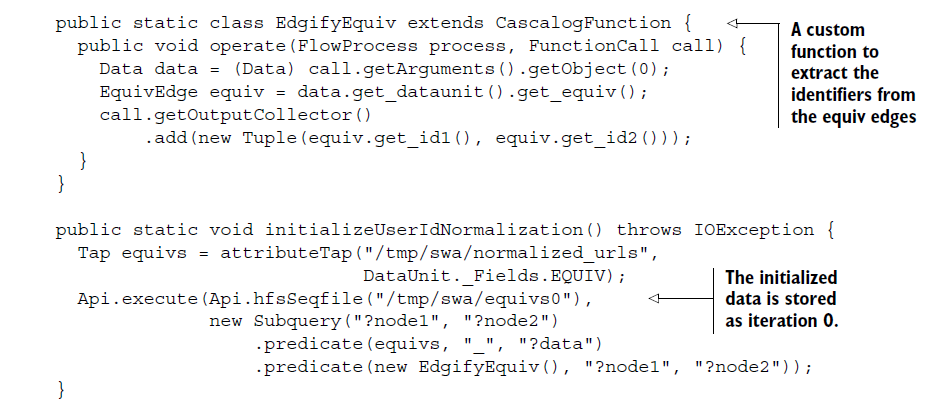 public static class EdgifyEquiv extends CascalogFunction {
  public void operate(FlowProcess process, FunctionCall call) {
    Data data = (Data) call.getArguments().getObject(0);
    EquivEdge equiv = data.get_dataunit().get_equiv();
    call.getOutputCollector()
        .add(new Tuple(equiv.get_id1(), equiv.get_id2()));
  }
}
A custom
function to
extract the
identifiers from
the equiv edges
public static void initializeUserIdNormalization() throws IOException {
  Tap equivs = attributeTap("/tmp/swa/normalized_urls",
                            DataUnit._Fields.EQUIV);
  Api.execute(Api.hfsSeqfile("/tmp/swa/equivs0"),
              new Subquery("?node1", "?node2")
                  .predicate(equivs, "_", "?data")
                  .predicate(new EdgifyEquiv(), "?node1", "?node2"));
}
The initialized
data is stored
as iteration 0.